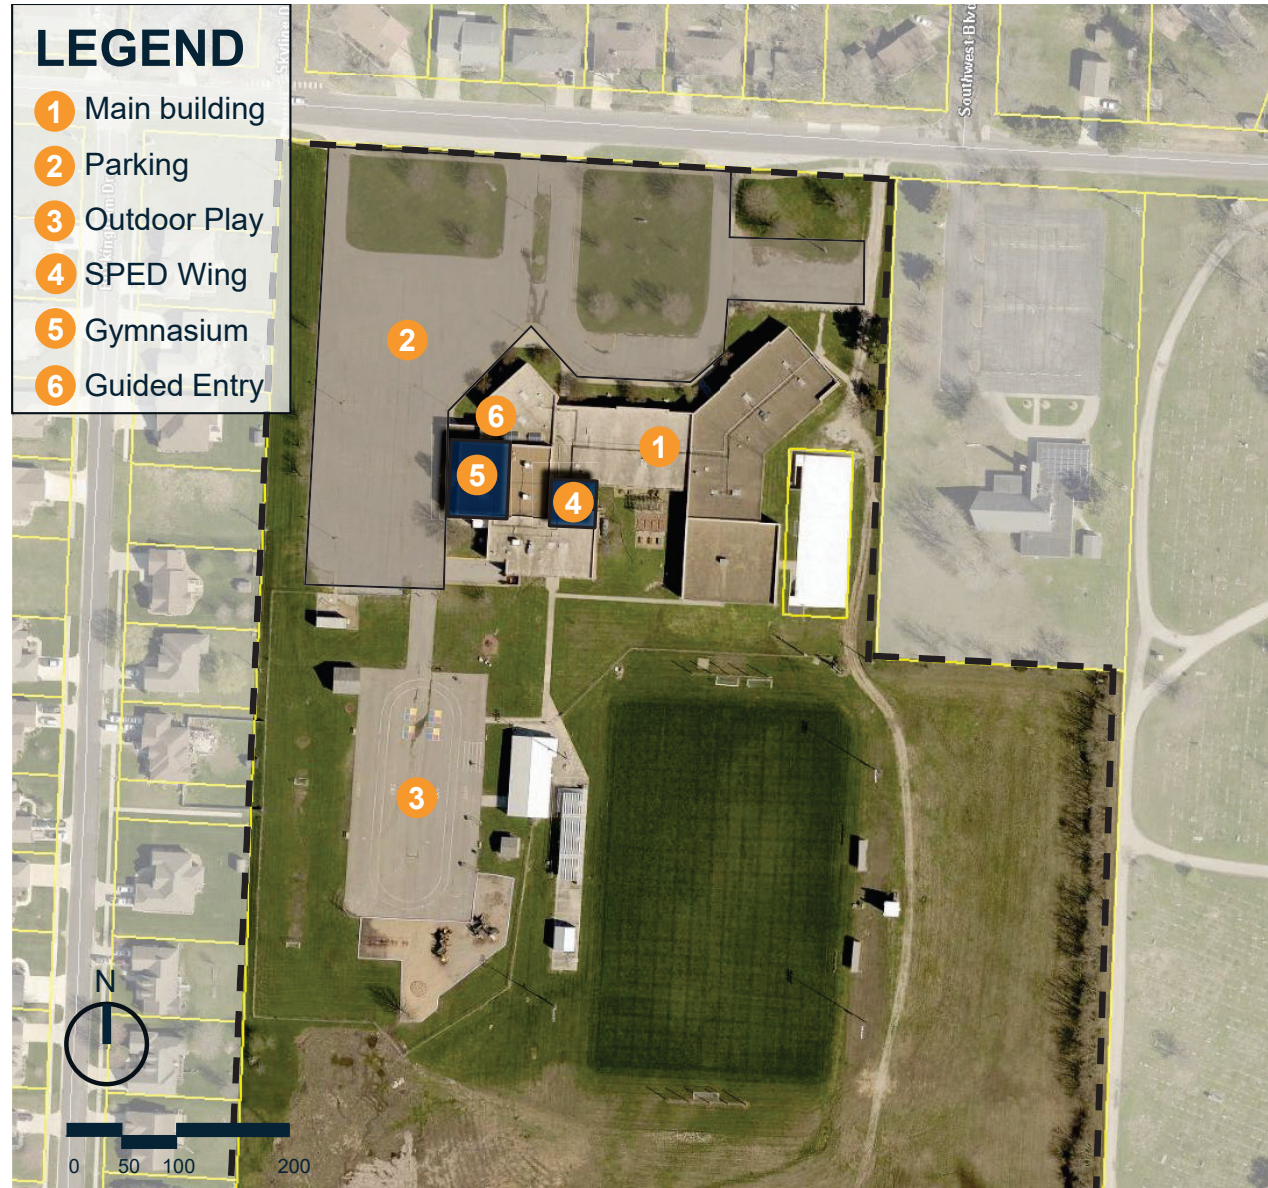 LEGEND
1 Main building
2 Parking
3 Outdoor Play
4 SPED Wing
5 Gymnasium
6 Guided Entry
Southwest Blvd
2
6
1
5
4
3
N
0 50 100 200